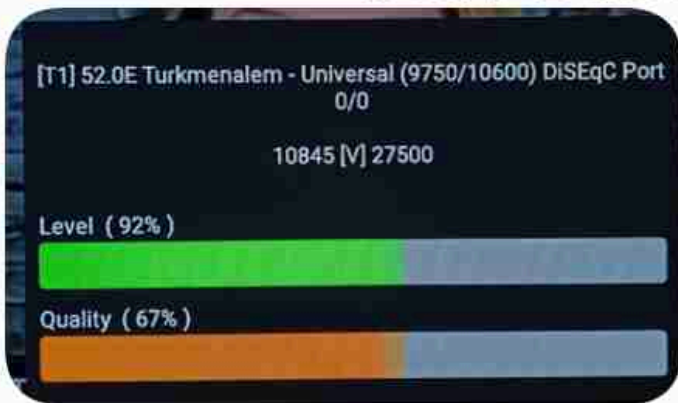 [T1] 52.0E Turkmenalem - Universal (9750/10600) DiSEqC Port
0/0
10845 [V] 27500
Level ( 92% )
Quality ( 67% )